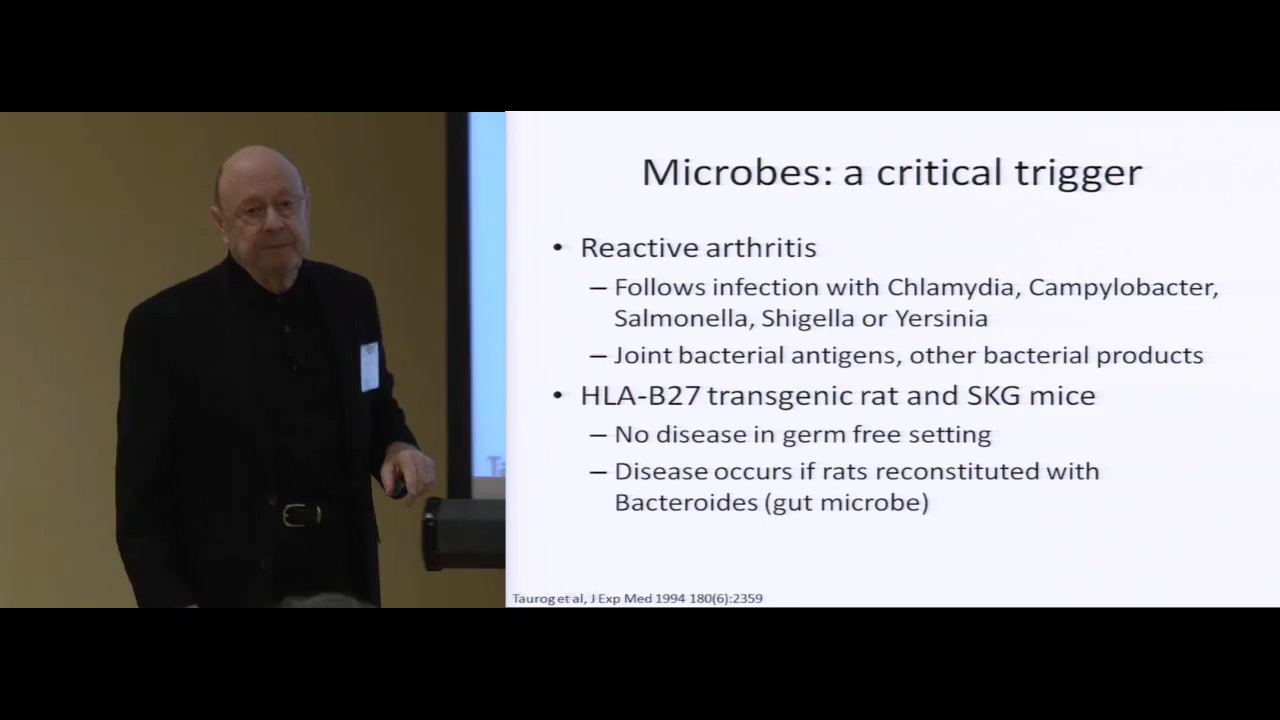 Microbes: a critical trigger
• Reactive arthritis
– Follows infection with Chlamydia, Campylobacter,
Salmonella, Shigella or Yersinia
– Joint bacterial antigens, other bacterial products
• HLA-B27 transgenic rat and SKG mice
– No disease in germ free setting
– Disease occurs if rats reconstituted with
Bacteroides (gut microbe)
Taurog et al, J Exp Med 1994 180(6):2359